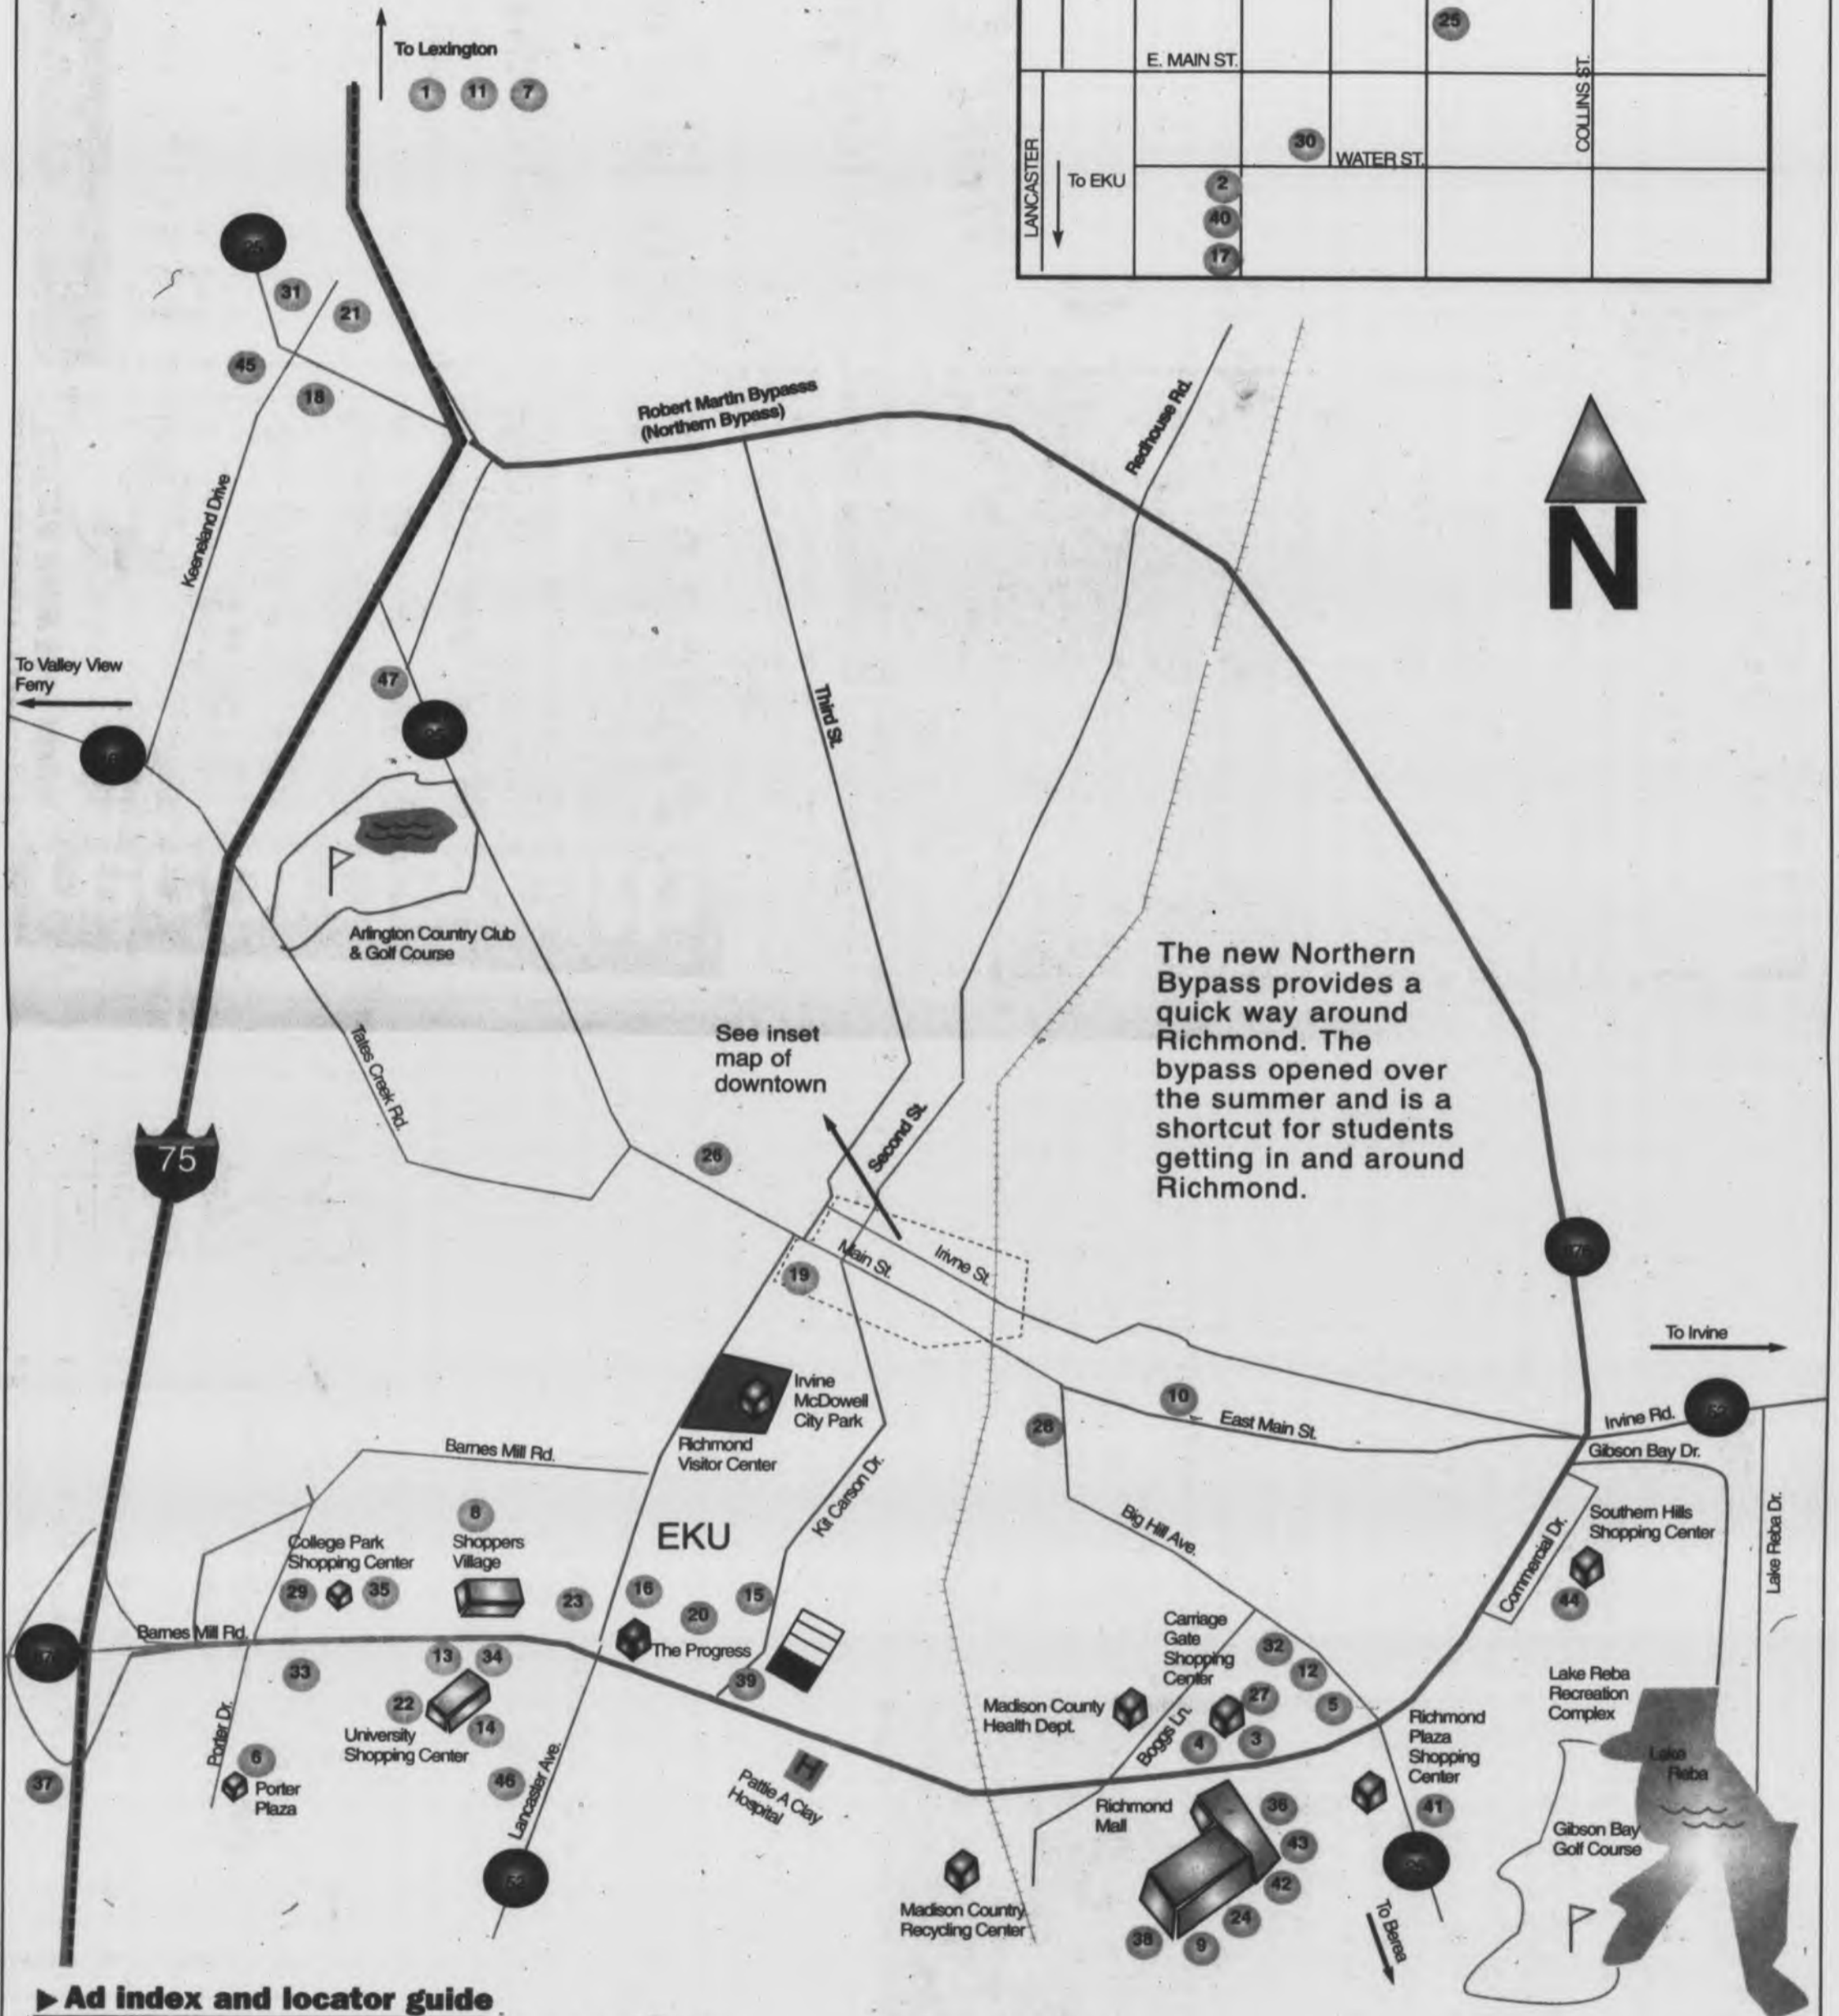 To Lexington
1 11 7
25
E. MAIN ST.
COLLINS ST.
30
WATER ST.
LANCASTER
To EKU
2
40
17
25
31
21
45
18
Robert Martin Bypasss
(Northern Bypass)
Redhouse Rd.
Keeneland Drive
N
To Valley View
Ferry
47
Third St.
Arlington Country Club
& Golf Course
The new Northern
Bypass provides a
quick way around
Richmond. The
bypass opened over
the summer and is a
shortcut for students
getting in and around
Richmond.
See inset
map of
downtown
Tates Creek Rd.
75
26
Second St.
Main St.
Irivne St.
19
To Irvine
Irvine
McDowell
City Park
Richmond
Visitor Center
10
28
East Main St.
Irvine Rd.
52
Gibson Bay Dr.
Barnes Mill Rd.
Kit Carson Dr.
EKU
8
Shoppers
Village
College Park
Shopping Center
29
35
23
16
20
15
The Progress
Big Hill Ave.
Commercial Dr.
Southern Hills
Shopping Center
44
Lake Reba Dr.
Barnes Mill Rd.
13
34
33
22
14
University
Shopping Center
39
Porter Dr.
6
Porter
Plaza
37
46
Lancaster Ave.
52
H
Pattie A Clay
Hospital
Carriage
Gate
Shopping
Center
32
12
27
5
4
3
Madison County
Health Dept.
Boggs Ln.
Richmond
Plaza
Shopping
Center
41
Lake Reba
Recreation
Complex
Lake
Reba
Gibson Bay
Golf Course
Richmond
Mall
36
43
42
24
9
38
Madison Country
Recycling Center
To Berea
▶Ad index and locator guide